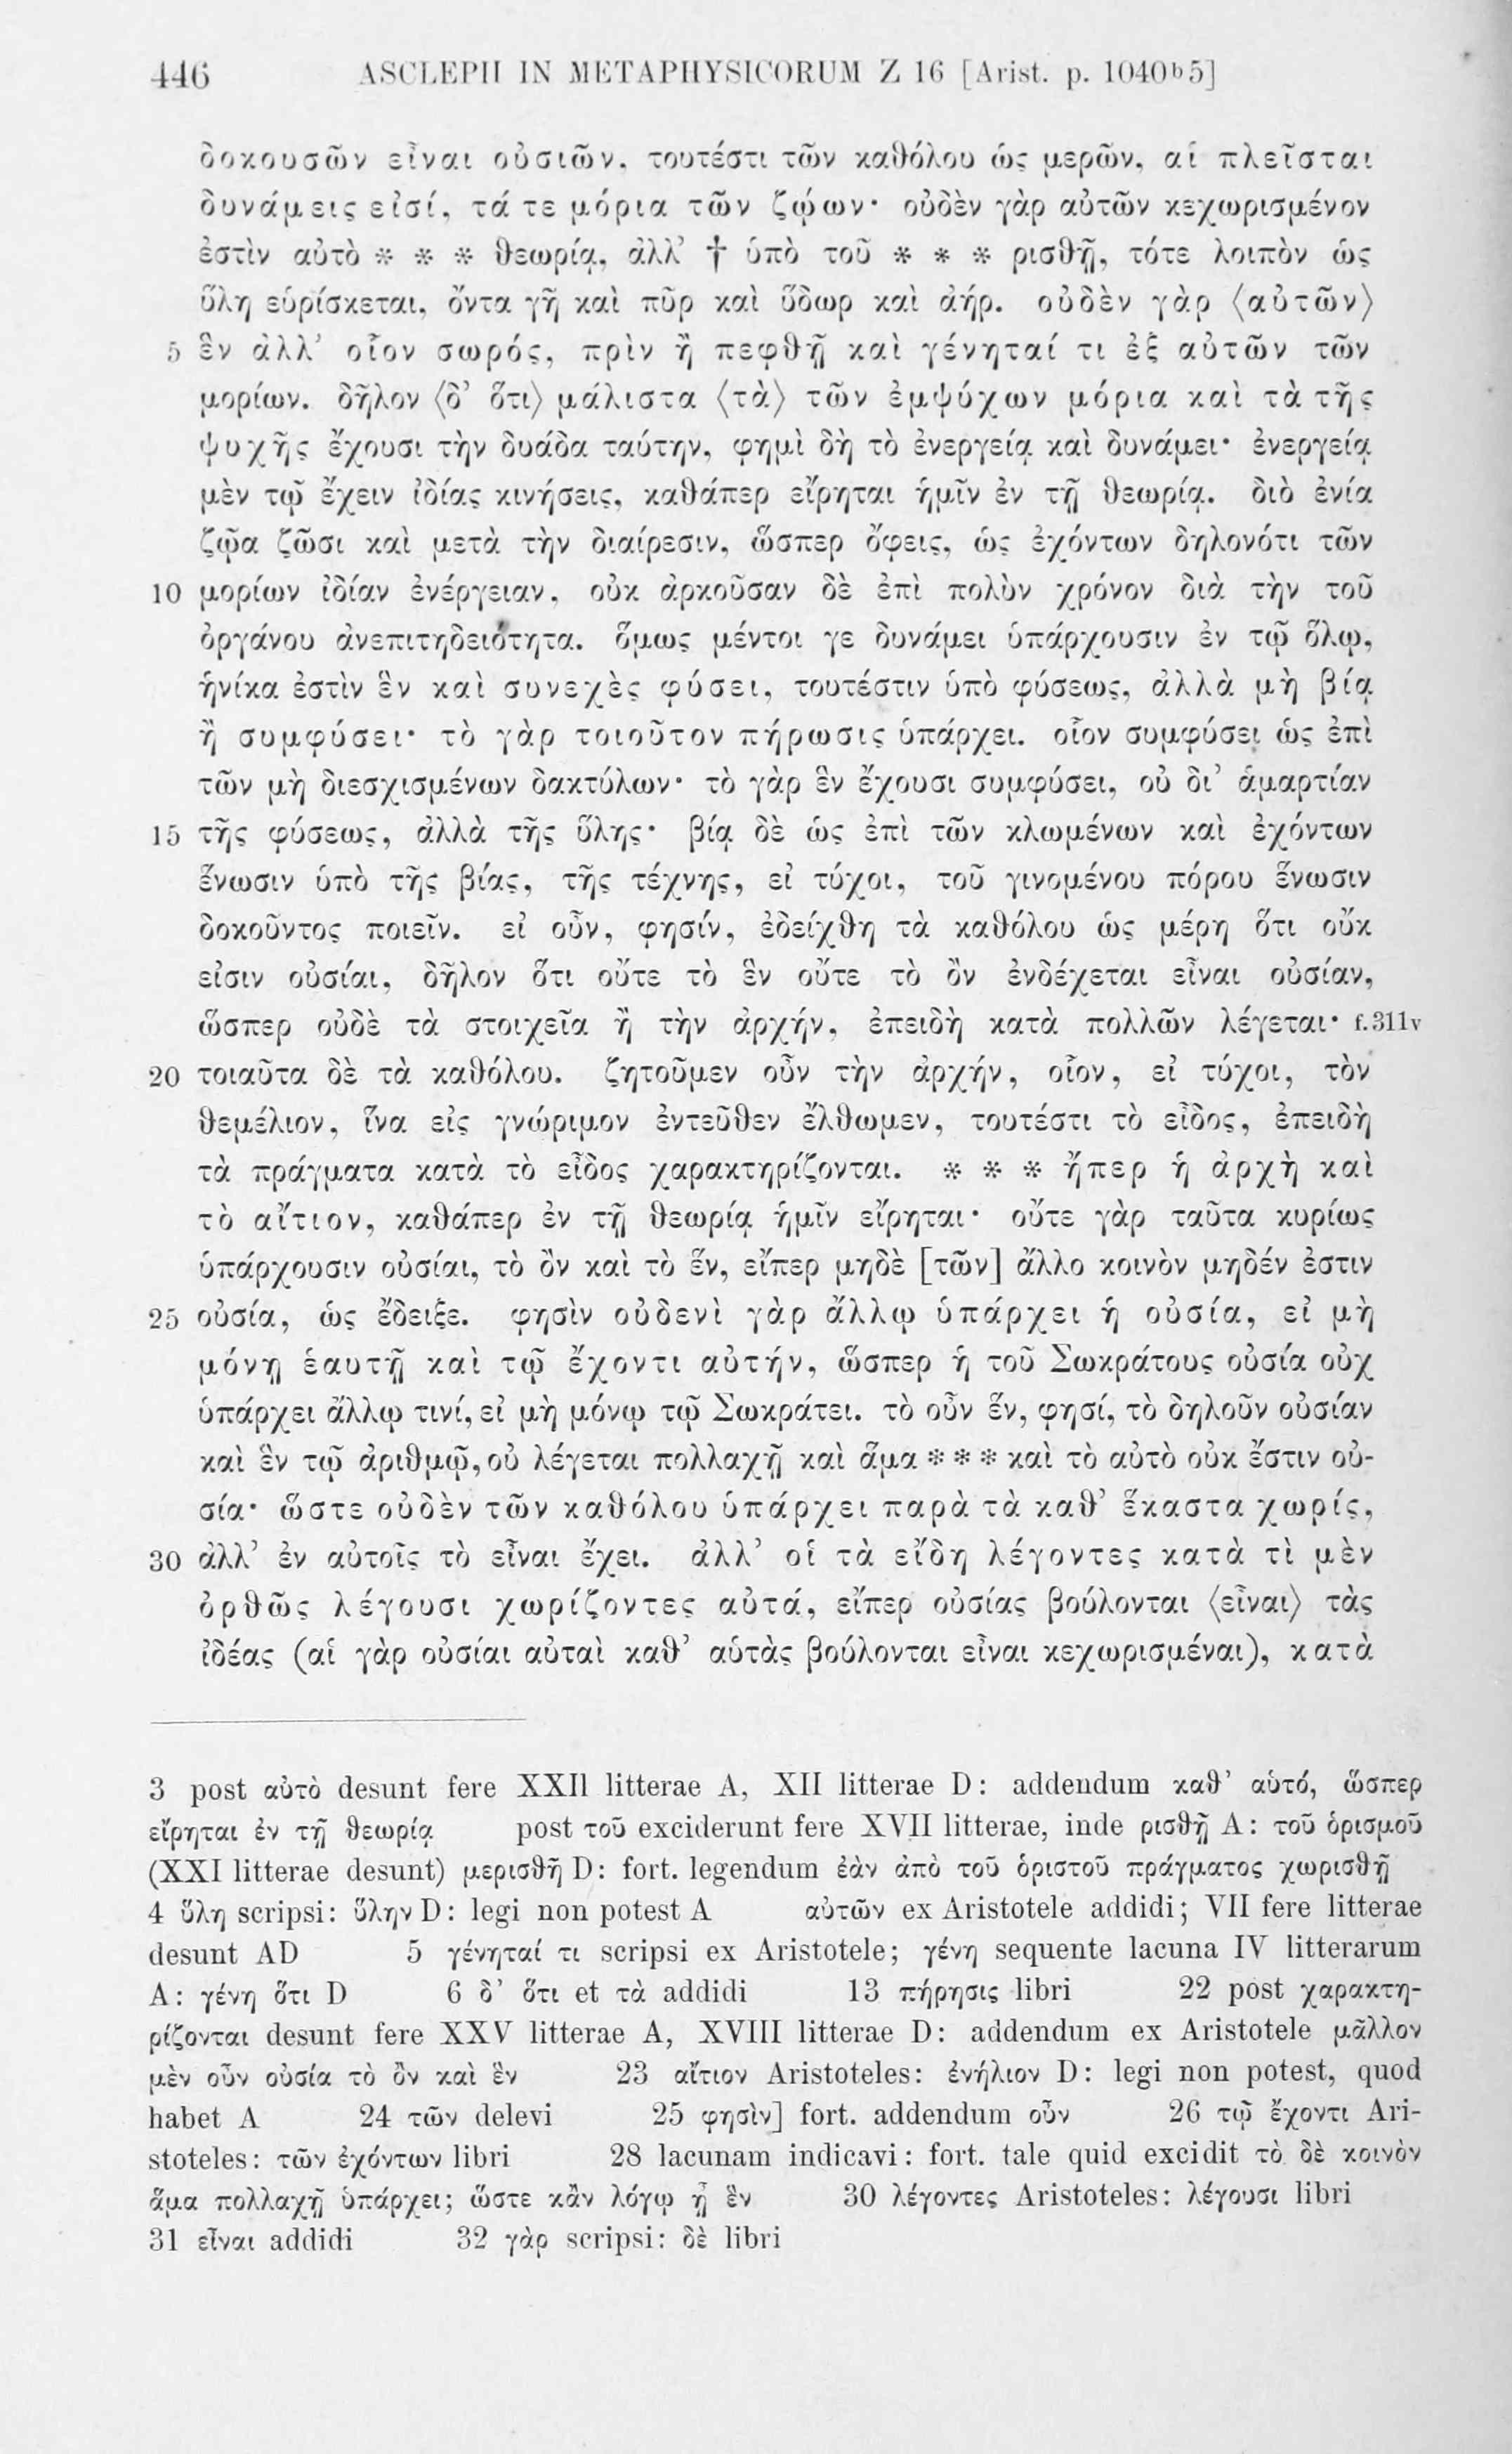 446 ASCLEPII IN METAPHYSICORUM Z 16 [Arist. p. 1040b5]
δοκουσῶν εἶναι οὐσιῶν, τουτέστι τῶν καθόλου ὡς μερῶν, αἱ πλεῖσται
δυνάμεις εἰσί, τά τε μόρια τῶν ζῴων· οὐδὲν γὰρ αὐτῶν κεχωρισμένον
ἐστὶν αὐτὸ * * * θεωρίᾳ, ἀλλ’ † ὑπὸ τοῦ * * * ρισθῇ, τότε λοιπὸν ὡς
ὕλη εὑρίσκεται, ὄντα γῆ καὶ πῦρ καὶ ὕδωρ καὶ ἀήρ. οὐδὲν γὰρ ⟨αὐτῶν⟩
5 ἓν ἀλλ’ οἷον σωρός, πρὶν ἢ πεφθῇ καὶ γένηταί τι ἐξ αὐτῶν τῶν
μορίων. δῆλον ⟨δ’ ὅτι⟩ μάλιστα ⟨τὰ⟩ τῶν ἐμψύχων μόρια καὶ τὰ τῆς
ψυχῆς ἔχουσι τὴν δυάδα ταύτην, φημὶ δὴ τὸ ἐνεργείᾳ καὶ δυνάμει· ἐνεργείᾳ
μὲν τῷ ἔχειν ἰδίας κινήσεις, καθάπερ εἴρηται ἡμῖν ἐν τῇ θεωρίᾳ. διὸ ἐνία
ζῷα ζῶσι καὶ μετὰ τὴν διαίρεσιν, ὥσπερ ὄφεις, ὡς ἐχόντων δηλονότι τῶν
10 μορίων ἰδίαν ἐνέργειαν, οὐκ ἀρκοῦσαν δὲ ἐπὶ πολὺν χρόνον διὰ τὴν τοῦ
ὀργάνου ἀνεπιτηδειότητα. ὅμως μέντοι γε δυνάμει ὑπάρχουσιν ἐν τῷ ὅλῳ,
ἡνίκα ἐστὶν ἓν καὶ συνεχὲς φύσει, τουτέστιν ὑπὸ φύσεως, ἀλλὰ μὴ βίᾳ
ἢ συμφύσει· τὸ γὰρ τοιοῦτον πήρωσις ὑπάρχει. οἷον συμφύσει ὡς ἐπὶ
τῶν μὴ διεσχισμένων δακτύλων· τὸ γὰρ ἓν ἔχουσι συμφύσει, οὐ δι’ ἁμαρτίαν
15 τῆς φύσεως, ἀλλὰ τῆς ὕλης· βίᾳ δὲ ὡς ἐπὶ τῶν κλωμένων καὶ ἐχόντων
ἕνωσιν ὑπὸ τῆς βίας, τῆς τέχνης, εἰ τύχοι, τοῦ γινομένου πόρου ἕνωσιν
δοκοῦντος ποιεῖν. εἰ οὖν, φησίν, ἐδείχθη τὰ καθόλου ὡς μέρη ὅτι οὔκ
εἰσιν οὐσίαι, δῆλον ὅτι οὔτε τὸ ἓν οὔτε τὸ ὂν ἐνδέχεται εἶναι οὐσίαν,
ὥσπερ οὐδὲ τὰ στοιχεῖα ἢ τὴν ἀρχήν, ἐπειδὴ κατὰ πολλῶν λέγεται· f.311v
20 τοιαῦτα δὲ τὰ καθόλου. ζητοῦμεν οὖν τὴν ἀρχήν, οἷον, εἰ τύχοι, τὸν
θεμέλιον, ἵνα εἰς γνώριμον ἐντεῦθεν ἔλθωμεν, τουτέστι τὸ εἶδος, ἐπειδὴ
τὰ πράγματα κατὰ τὸ εἶδος χαρακτηρίζονται. * * * ἤπερ ἡ ἀρχὴ καὶ
τὸ αἴτιον, καθάπερ ἐν τῇ θεωρίᾳ ἡμῖν εἴρηται· οὔτε γὰρ ταῦτα κυρίως
ὑπάρχουσιν οὐσίαι, τὸ ὂν καὶ τὸ ἕν, εἴπερ μηδὲ [τῶν] ἄλλο κοινὸν μηδέν ἐστιν
25 οὐσία, ὡς ἔδειξε. φησὶν οὐδενὶ γὰρ ἄλλῳ ὑπάρχει ἡ οὐσία, εἰ μὴ
μόνῃ ἑαυτῇ καὶ τῷ ἔχοντι αὐτήν, ὥσπερ ἡ τοῦ Σωκράτους οὐσία οὐχ
ὑπάρχει ἄλλῳ τινί, εἰ μὴ μόνῳ τῷ Σωκράτει. τὸ οὖν ἕν, φησί, τὸ δηλοῦν οὐσίαν
καὶ ἓν τῷ ἀριθμῷ, οὐ λέγεται πολλαχῇ καὶ ἅμα * * * καὶ τὸ αὐτὸ οὐκ ἔστιν οὐ-
σία· ὥστε οὐδὲν τῶν καθόλου ὑπάρχει παρὰ τὰ καθ’ ἕκαστα χωρίς,
30 ἀλλ’ ἐν αὐτοῖς τὸ εἶναι ἔχει. ἀλλ’ οἱ τὰ εἴδη λέγοντες κατὰ τὶ μὲν
ὀρθῶς λέγουσι χωρίζοντες αὐτά, εἴπερ οὐσίας βούλονται ⟨εἶναι⟩ τὰς
ἰδέας (αἱ γὰρ οὐσίαι αὐταὶ καθ’ αὑτὰς βούλονται εἶναι κεχωρισμέναι), κατὰ
3 post αὐτὸ desunt fere XXII litterae A, XII litterae D: addendum καθ’ αὑτό, ὥσπερ
εἴρηται ἐν τῇ θεωρίᾳ post τοῦ exciderunt fere XVII litterae, inde ρισθῇ A: τοῦ ὁρισμοῦ
(XXI litterae desunt) μερισθῇ D: fort. legendum ἐὰν ἀπὸ τοῦ ὁριστοῦ πράγματος χωρισθῇ
4 ὕλη scripsi: ὕλην D: legi non potest A αὐτῶν ex Aristotele addidi; VII fere litterae
desunt AD 5 γένηταί τι scripsi ex Aristotele; γένη sequente lacuna IV litterarum
A: γένη ὅτι D 6 δ’ ὅτι et τὰ addidi 13 πήρησις libri 22 post χαρακτη-
ρίζονται desunt fere XXV litterae A, XVIII litterae D: addendum ex Aristotele μᾶλλον
μὲν οὖν οὐσία τὸ ὂν καὶ ἓν 23 αἴτιον Aristoteles: ἐνήλιον D: legi non potest, quod
habet A 24 τῶν delevi 25 φησὶν] fort. addendum οὖν 26 τῷ ἔχοντι Ari-
stoteles: τῶν ἐχόντων libri 28 lacunam indicavi: fort. tale quid excidit τὸ δὲ κοινὸν
ἅμα πολλαχῇ ὑπάρχει; ὥστε κἂν λόγῳ ᾖ ἓν 30 λέγοντες Aristoteles: λέγουσι libri
31 εἶναι addidi 32 γὰρ scripsi: δὲ libri